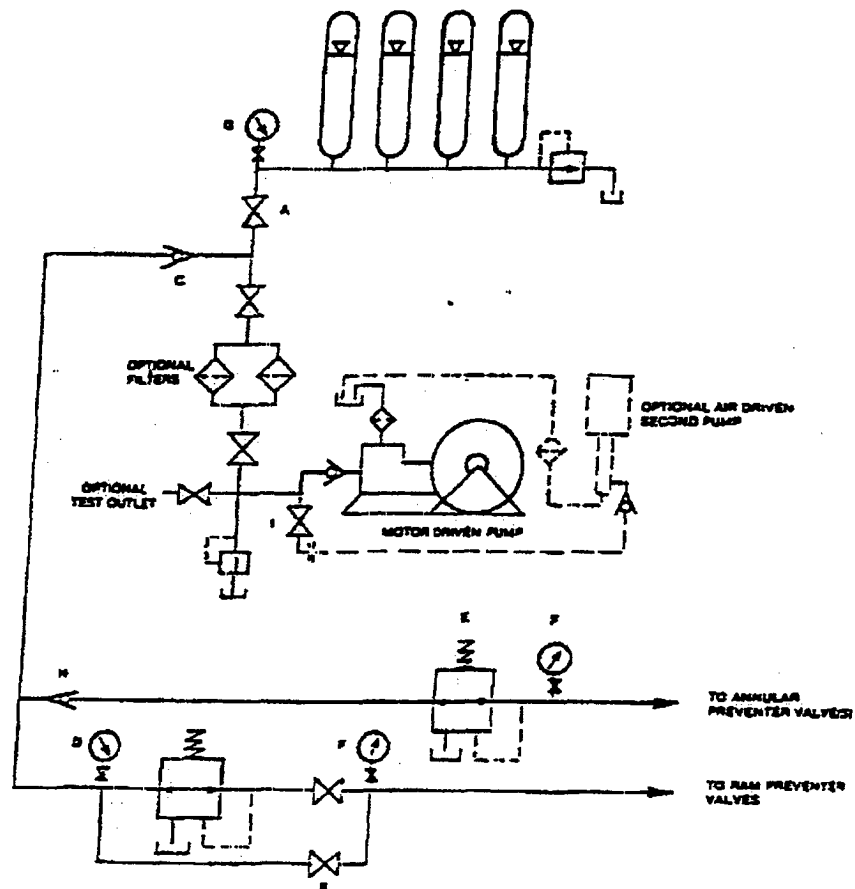 A
C
OPTIONAL
FILTERS
OPTIONAL AIR DRIVEN
SECOND PUMP
OPTIONAL
TEST OUTLET
I
MOTOR DRIVEN PUMP
F
TO ANNULAR
PREVENTER VALVES
F
TO RAM PREVENTER
VALVES